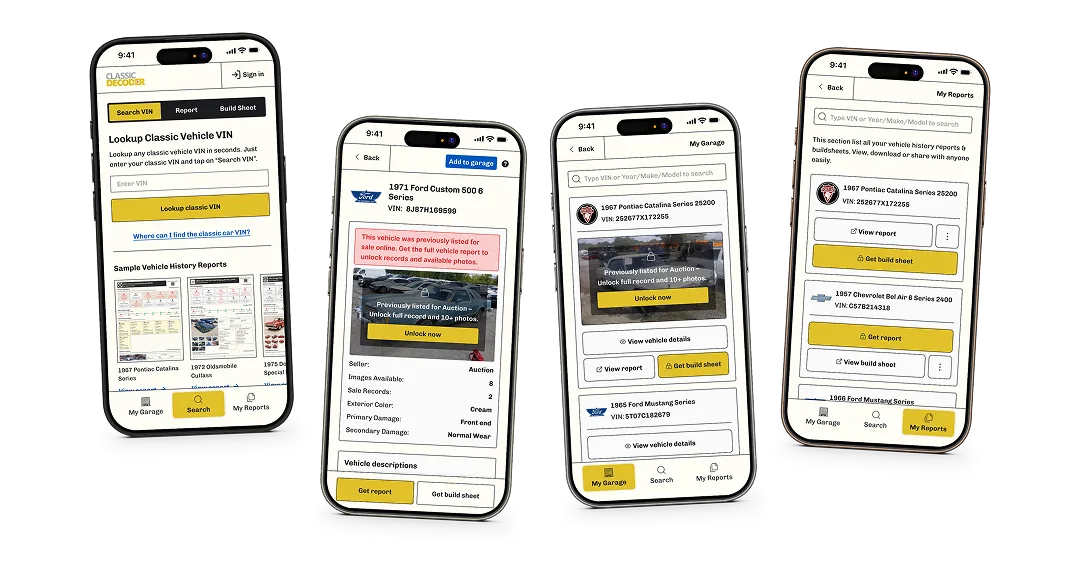 9:41
CLASSIC
DECODER
Sign in
Search VIN
Report
Build Sheet
Lookup Classic Vehicle VIN
Lookup any classic vehicle VIN in seconds. Just
enter your classic VIN and tap on "Search VIN".
Enter VIN
Lookup classic VIN
Where can I find the classic car VIN?
Sample Vehicle History Reports
1967 Pontiac Catalina
Series
1972 Oldsmobile
Cutlass
Special
My Garage
Search
My Reports
9:41
Back
Add to garage
?
Ford
1971 Ford Custom 500 6
Series
VIN: 8J87H169599
This vehicle was previously listed for
sale online. Get the full vehicle report to
unlock records and available photos.
Previously listed for Auction –
Unlock full record and 10+ photos.
Unlock now
Seller:
Auction
Images Available:
8
Sale Records:
2
Exterior Color:
Cream
Primary Damage:
Front end
Secondary Damage:
Normal Wear
Vehicle descriptions
Get report
Get build sheet
9:41
Back
My Garage
Type VIN or Year/Make/Model to search
1967 Pontiac Catalina Series 25200
VIN: 252677X172255
Previously listed for Auction –
Unlock full record and 10+ photos.
Unlock now
View vehicle details
View report
Get build sheet
Ford
1965 Ford Mustang Series
VIN: 5T07C182679
View vehicle details
My Garage
Search
My Reports
9:41
Back
My Reports
Type VIN or Year/Make/Model to search
This section list all your vehicle history reports &
buildsheets. View, download or share with anyone
easily.
1967 Pontiac Catalina Series 25200
VIN: 252677X172255
View report
Get build sheet
1957 Chevrolet Bel Air 6 Series 2400
VIN: C57B214318
Get report
View build sheet
1966 Ford Mustang Series
My Garage
Search
My Reports